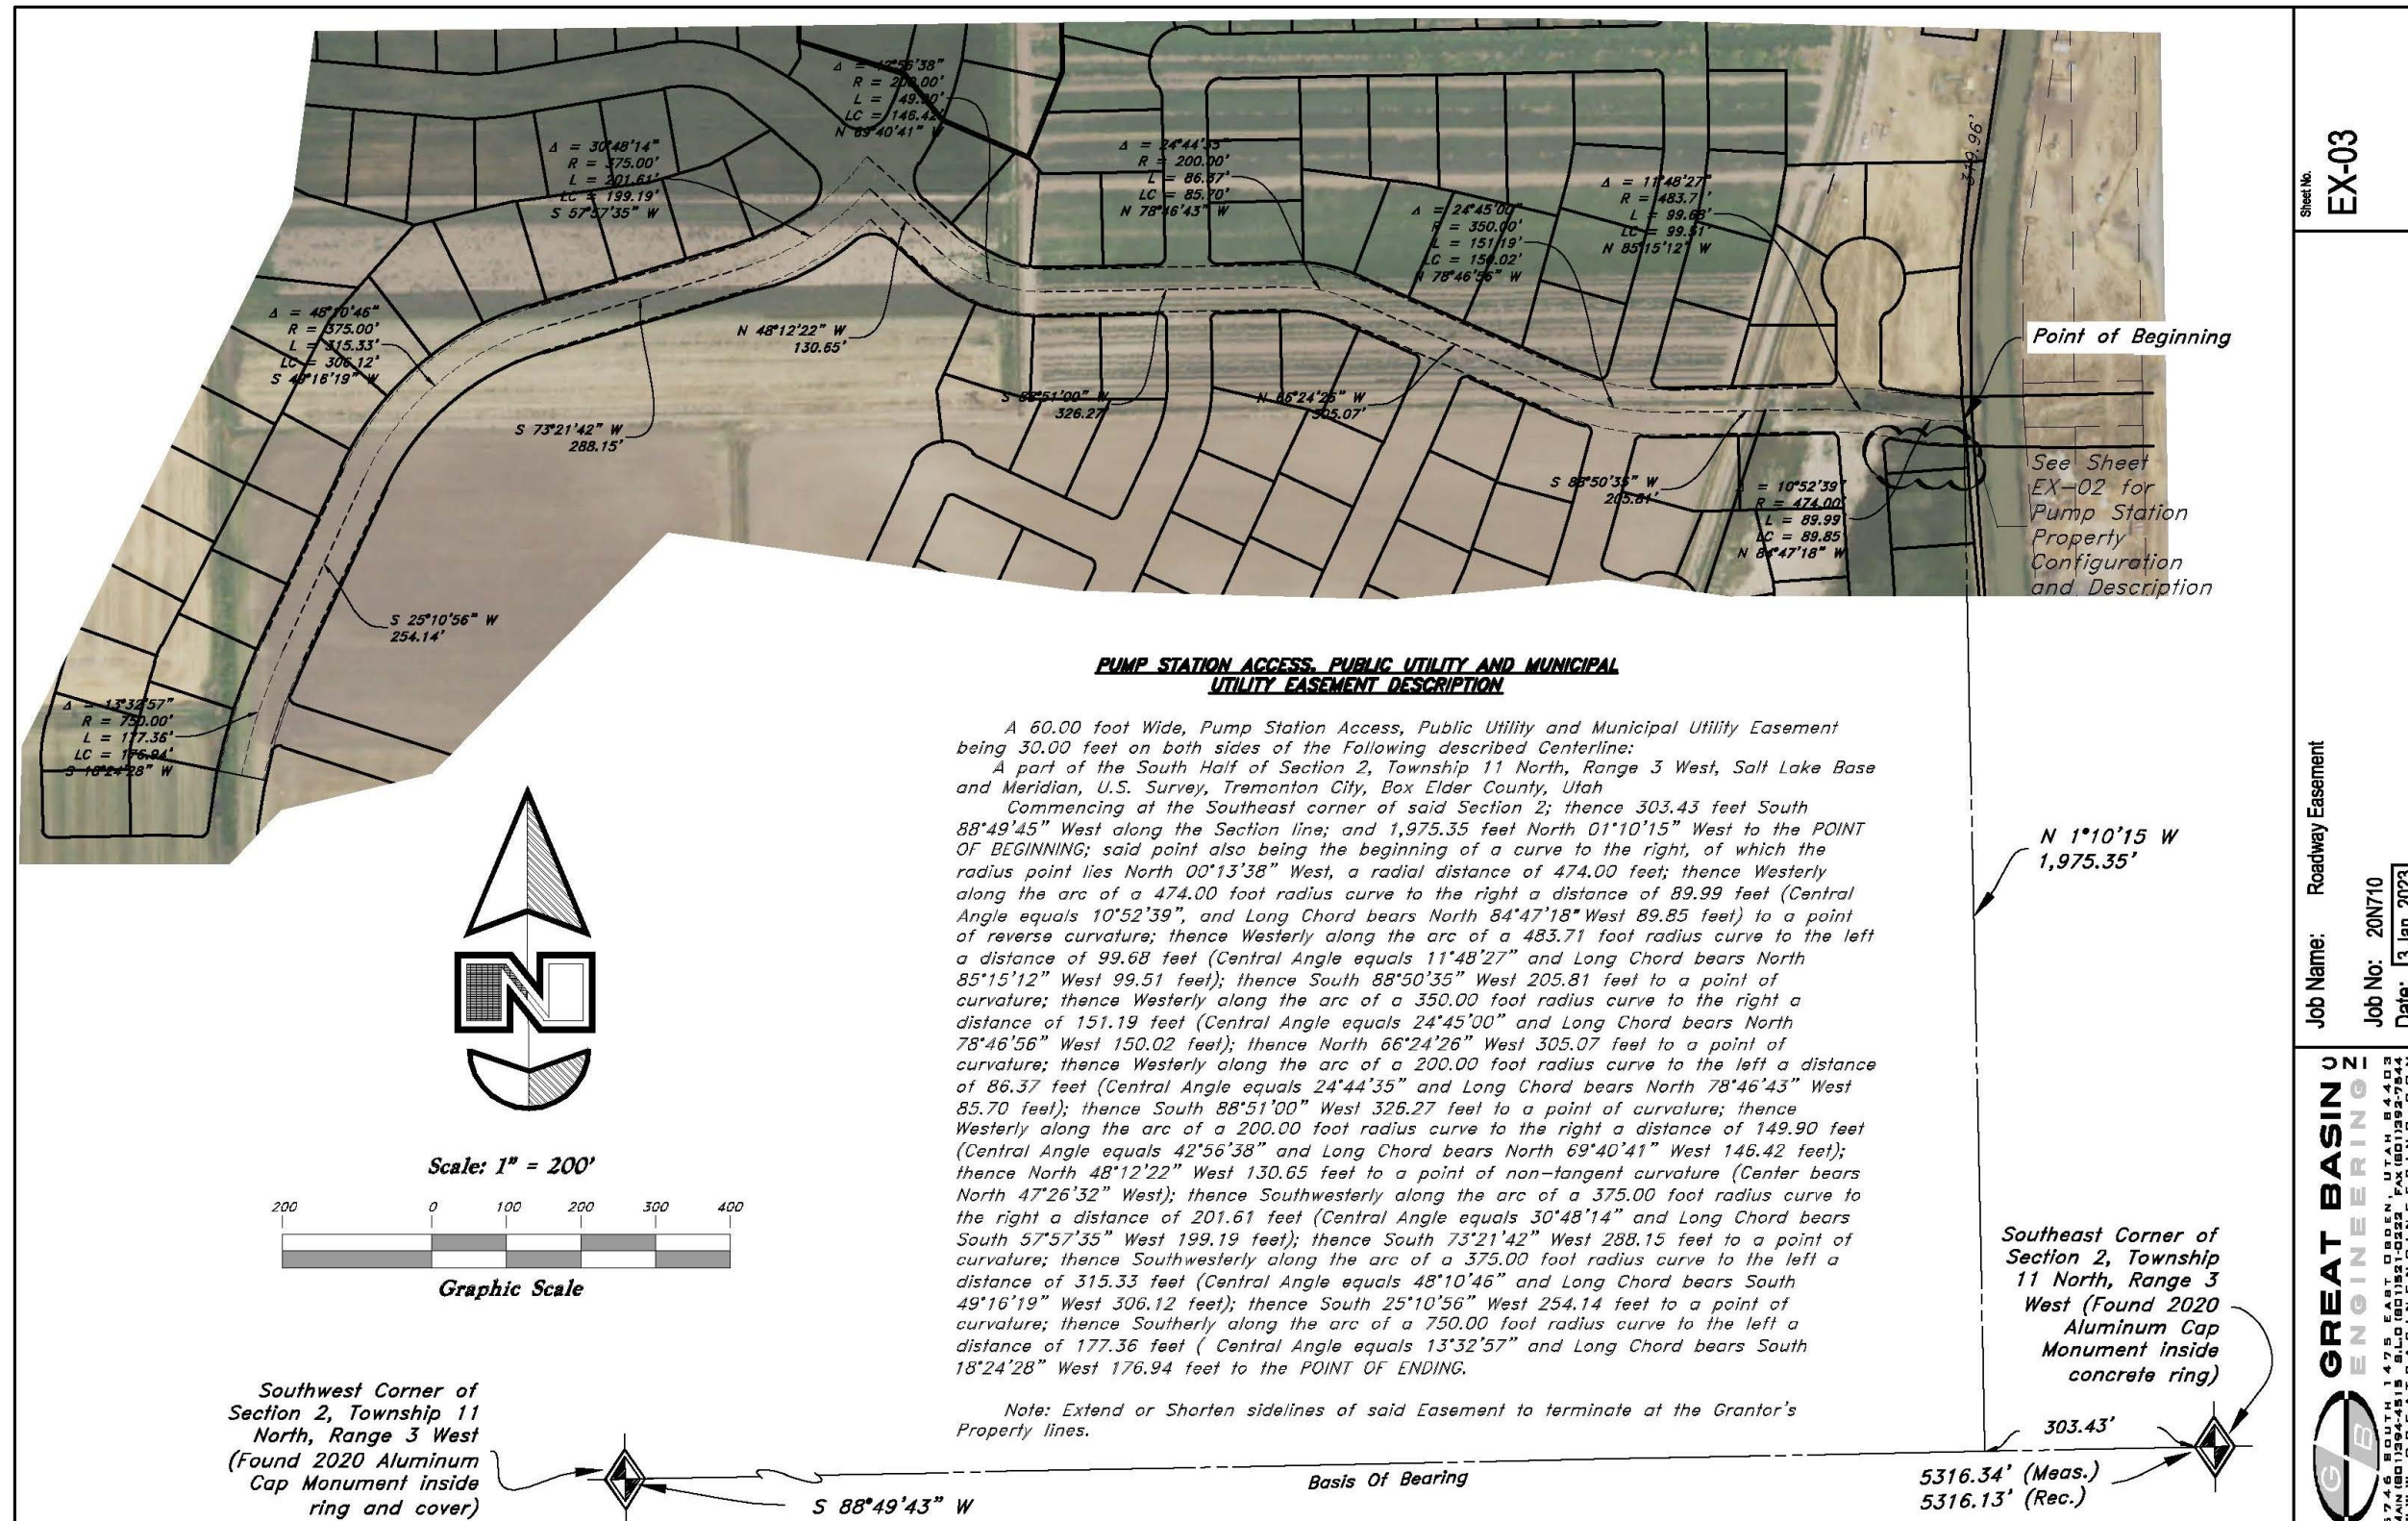 Δ = 42°56'38"
R = 200.00'
L = 149.90'
LC = 146.42'
N 69°40'41" W
Δ = 30°48'14"
R = 375.00'
L = 201.61'
LC = 199.19'
S 57°57'35" W
Δ = 24°44'35"
R = 200.00'
L = 86.37'
LC = 85.70'
N 78°46'43" W
Δ = 24°45'00"
R = 350.00'
L = 151.19'
LC = 150.02'
N 78°46'56" W
Δ = 11°48'27"
R = 483.71'
L = 99.68'
LC = 99.51'
N 85°15'12" W
Δ = 48°10'46"
R = 375.00'
L = 315.33'
LC = 306.12'
S 49°16'19" W
N 48°12'22" W
130.65'
Point of Beginning
S 88°51'00" W
326.27'
N 66°24'26" W
305.07'
S 73°21'42" W
288.15'
S 88°50'35" W
205.81'
Δ = 10°52'39"
R = 474.00'
L = 89.99
LC = 89.85
N 84°47'18" W
See Sheet
EX-02 for
Pump Station
Property
Configuration
and Description
S 25°10'56" W
254.14'
Δ = 13°32'57"
R = 750.00'
L = 177.36'
LC = 176.94'
S 18°24'28" W
PUMP STATION ACCESS, PUBLIC UTILITY AND MUNICIPAL
UTILITY EASEMENT DESCRIPTION
A 60.00 foot Wide, Pump Station Access, Public Utility and Municipal Utility Easement
being 30.00 feet on both sides of the Following described Centerline:
A part of the South Half of Section 2, Township 11 North, Range 3 West, Salt Lake Base
and Meridian, U.S. Survey, Tremonton City, Box Elder County, Utah
Commencing at the Southeast corner of said Section 2; thence 303.43 feet South
88°49'45" West along the Section line; and 1,975.35 feet North 01°10'15" West to the POINT
OF BEGINNING; said point also being the beginning of a curve to the right, of which the
radius point lies North 00°13'38" West, a radial distance of 474.00 feet; thence Westerly
along the arc of a 474.00 foot radius curve to the right a distance of 89.99 feet (Central
Angle equals 10°52'39", and Long Chord bears North 84°47'18" West 89.85 feet) to a point
of reverse curvature; thence Westerly along the arc of a 483.71 foot radius curve to the left
a distance of 99.68 feet (Central Angle equals 11°48'27" and Long Chord bears North
85°15'12" West 99.51 feet); thence South 88°50'35" West 205.81 feet to a point of
curvature; thence Westerly along the arc of a 350.00 foot radius curve to the right a
distance of 151.19 feet (Central Angle equals 24°45'00" and Long Chord bears North
78°46'56" West 150.02 feet); thence North 66°24'26" West 305.07 feet to a point of
curvature; thence Westerly along the arc of a 200.00 foot radius curve to the left a distance
of 86.37 feet (Central Angle equals 24°44'35" and Long Chord bears North 78°46'43" West
85.70 feet); thence South 88°51'00" West 326.27 feet to a point of curvature; thence
Westerly along the arc of a 200.00 foot radius curve to the right a distance of 149.90 feet
(Central Angle equals 42°56'38" and Long Chord bears North 69°40'41" West 146.42 feet);
thence North 48°12'22" West 130.65 feet to a point of non-tangent curvature (Center bears
North 47°26'32" West); thence Southwesterly along the arc of a 375.00 foot radius curve to
the right a distance of 201.61 feet (Central Angle equals 30°48'14" and Long Chord bears
South 57°57'35" West 199.19 feet); thence South 73°21'42" West 288.15 feet to a point of
curvature; thence Southwesterly along the arc of a 375.00 foot radius curve to the left a
distance of 315.33 feet (Central Angle equals 48°10'46" and Long Chord bears South
49°16'19" West 306.12 feet); thence South 25°10'56" West 254.14 feet to a point of
curvature; thence Southerly along the arc of a 750.00 foot radius curve to the left a
distance of 177.36 feet ( Central Angle equals 13°32'57" and Long Chord bears South
18°24'28" West 176.94 feet to the POINT OF ENDING.
Note: Extend or Shorten sidelines of said Easement to terminate at the Grantor's
Property lines.
N
Scale: 1" = 200'
200 0 100 200 300 400
Graphic Scale
N 1°10'15 W
1,975.35'
Southeast Corner of
Section 2, Township
11 North, Range 3
West (Found 2020
Aluminum Cap
Monument inside
concrete ring)
Southwest Corner of
Section 2, Township 11
North, Range 3 West
(Found 2020 Aluminum
Cap Monument inside
ring and cover)
S 88°49'43" W
Basis Of Bearing
303.43'
5316.34' (Meas.)
5316.13' (Rec.)
Sheet No.
EX-03
Job Name: Roadway Easement
Job No: 20N710
Date: 3 Jan, 2023
GREAT BASIN
ENGINEERING
5746 SOUTH 1475 EAST OGDEN, UTAH 84403